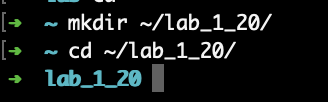 ➜ ~ mkdir ~/lab_1_20/
➜ ~ cd ~/lab_1_20/
➜ lab_1_20